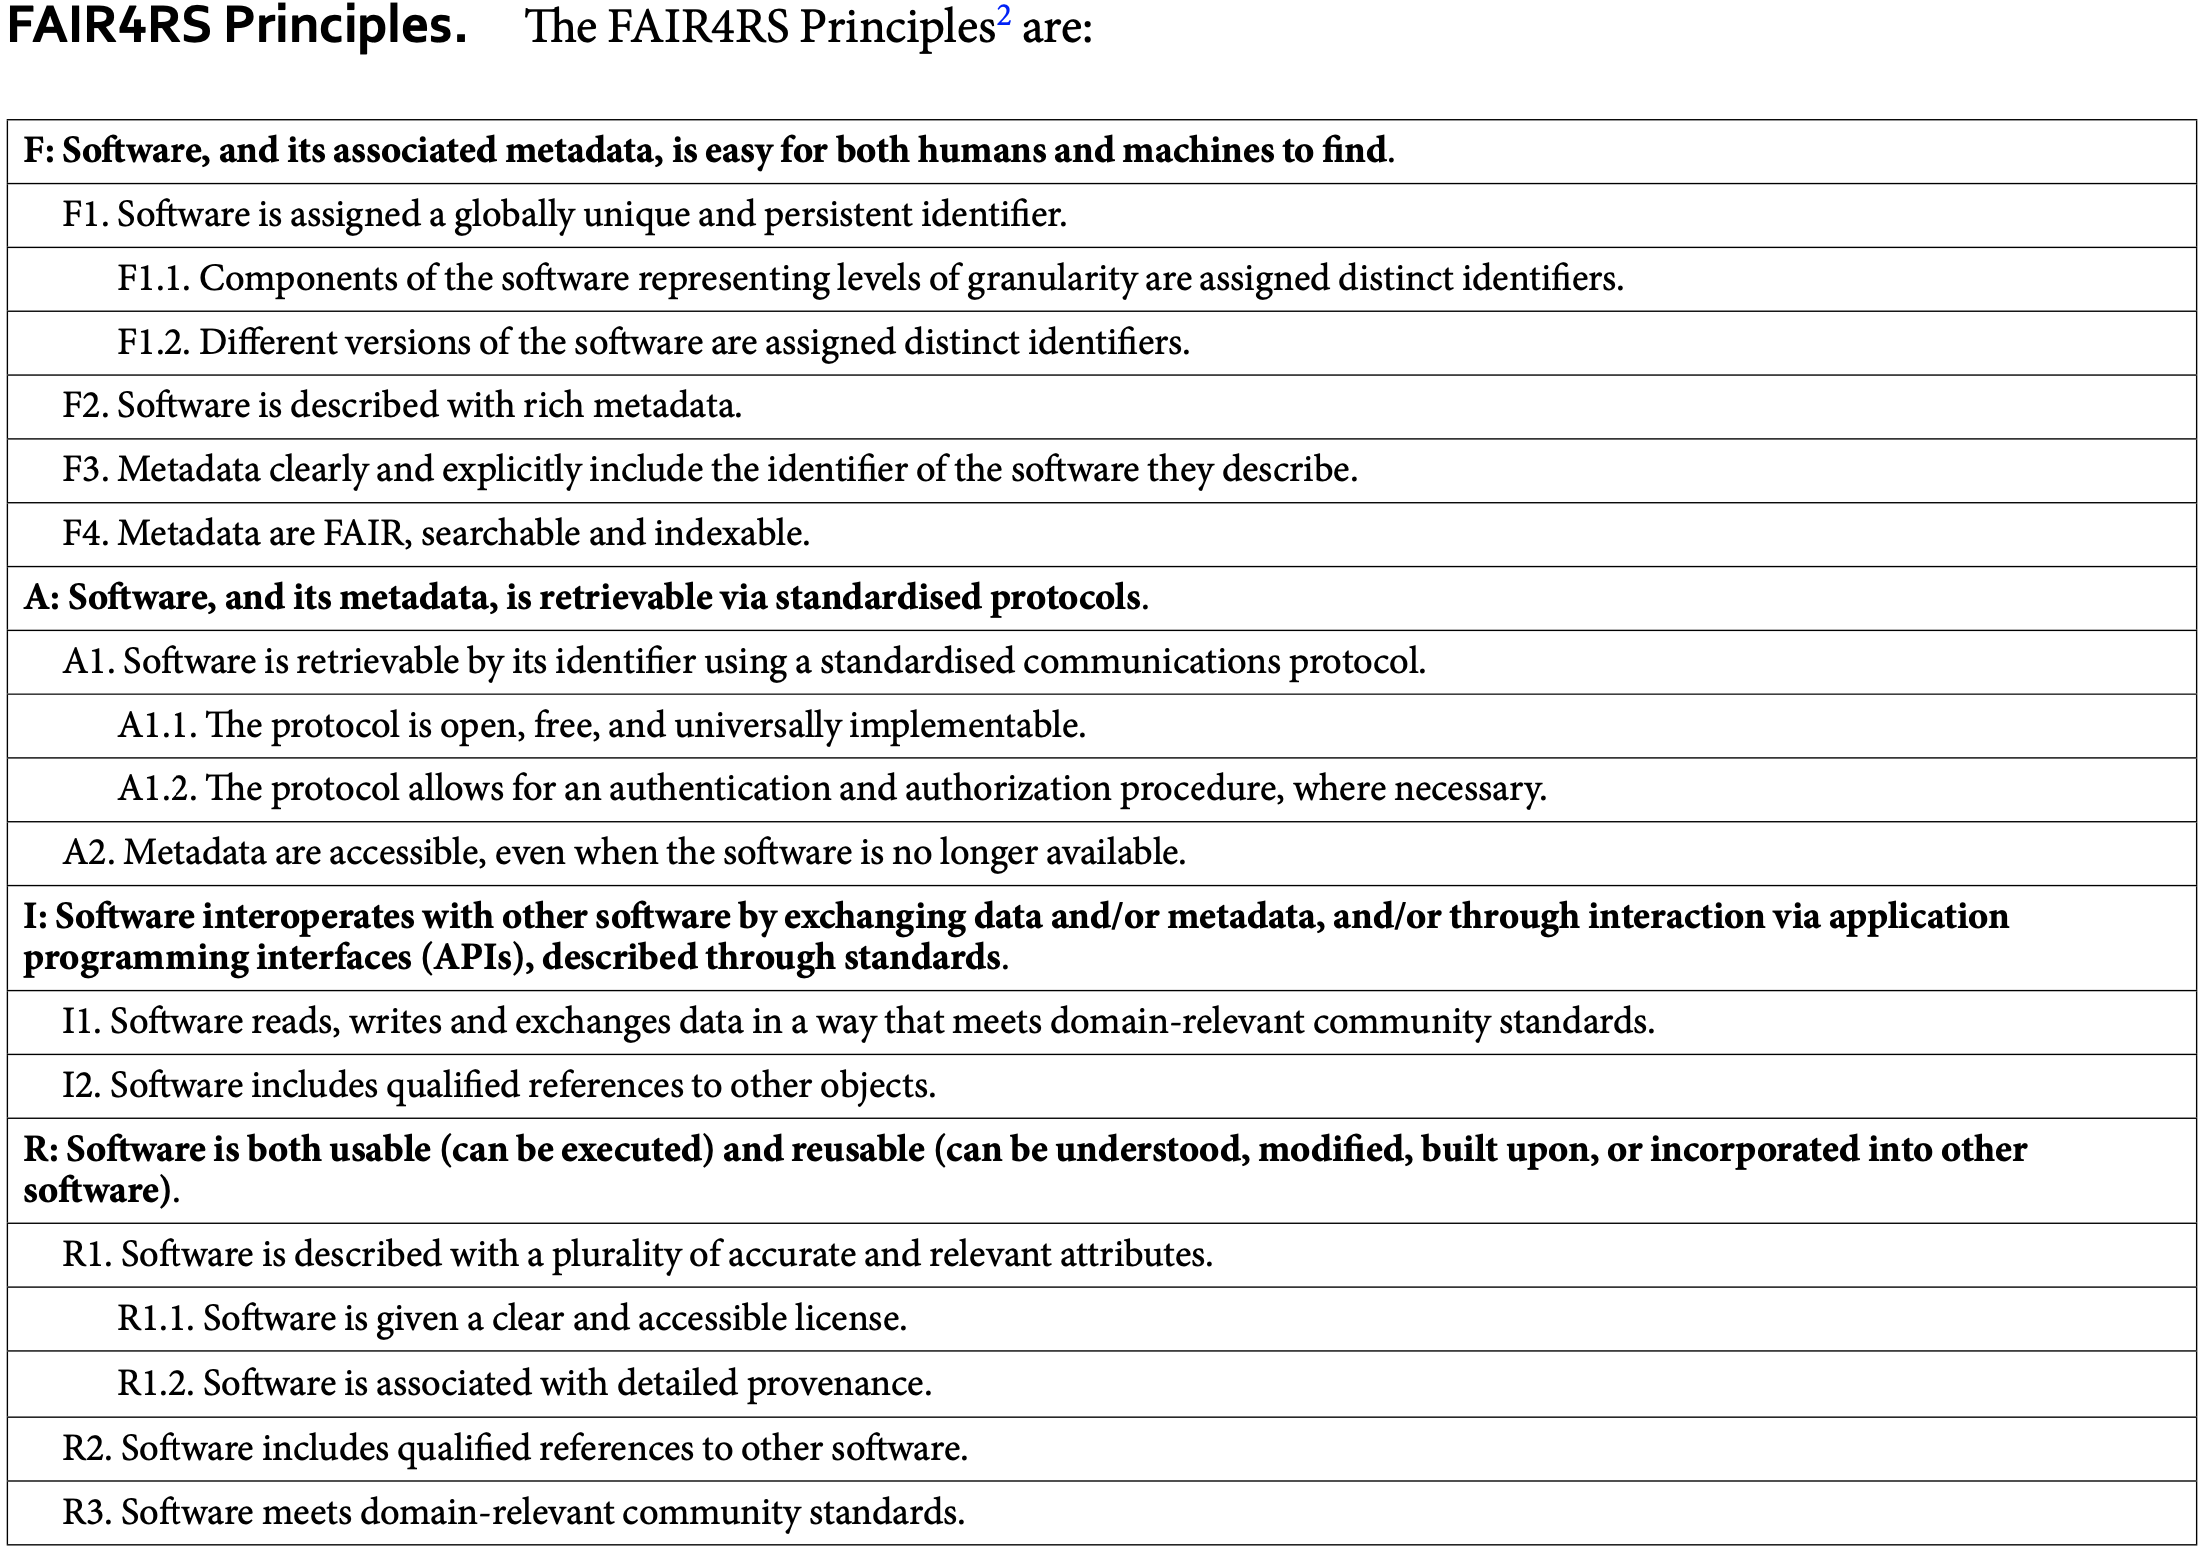 FAIR4RS Principles. The FAIR4RS Principles2 are:
F: Software, and its associated metadata, is easy for both humans and machines to find.
F1. Software is assigned a globally unique and persistent identifier.
F1.1. Components of the software representing levels of granularity are assigned distinct identifiers.
F1.2. Different versions of the software are assigned distinct identifiers.
F2. Software is described with rich metadata.
F3. Metadata clearly and explicitly include the identifier of the software they describe.
F4. Metadata are FAIR, searchable and indexable.
A: Software, and its metadata, is retrievable via standardised protocols.
A1. Software is retrievable by its identifier using a standardised communications protocol.
A1.1. The protocol is open, free, and universally implementable.
A1.2. The protocol allows for an authentication and authorization procedure, where necessary.
A2. Metadata are accessible, even when the software is no longer available.
I: Software interoperates with other software by exchanging data and/or metadata, and/or through interaction via application
programming interfaces (APIs), described through standards.
I1. Software reads, writes and exchanges data in a way that meets domain-relevant community standards.
I2. Software includes qualified references to other objects.
R: Software is both usable (can be executed) and reusable (can be understood, modified, built upon, or incorporated into other
software).
R1. Software is described with a plurality of accurate and relevant attributes.
R1.1. Software is given a clear and accessible license.
R1.2. Software is associated with detailed provenance.
R2. Software includes qualified references to other software.
R3. Software meets domain-relevant community standards.